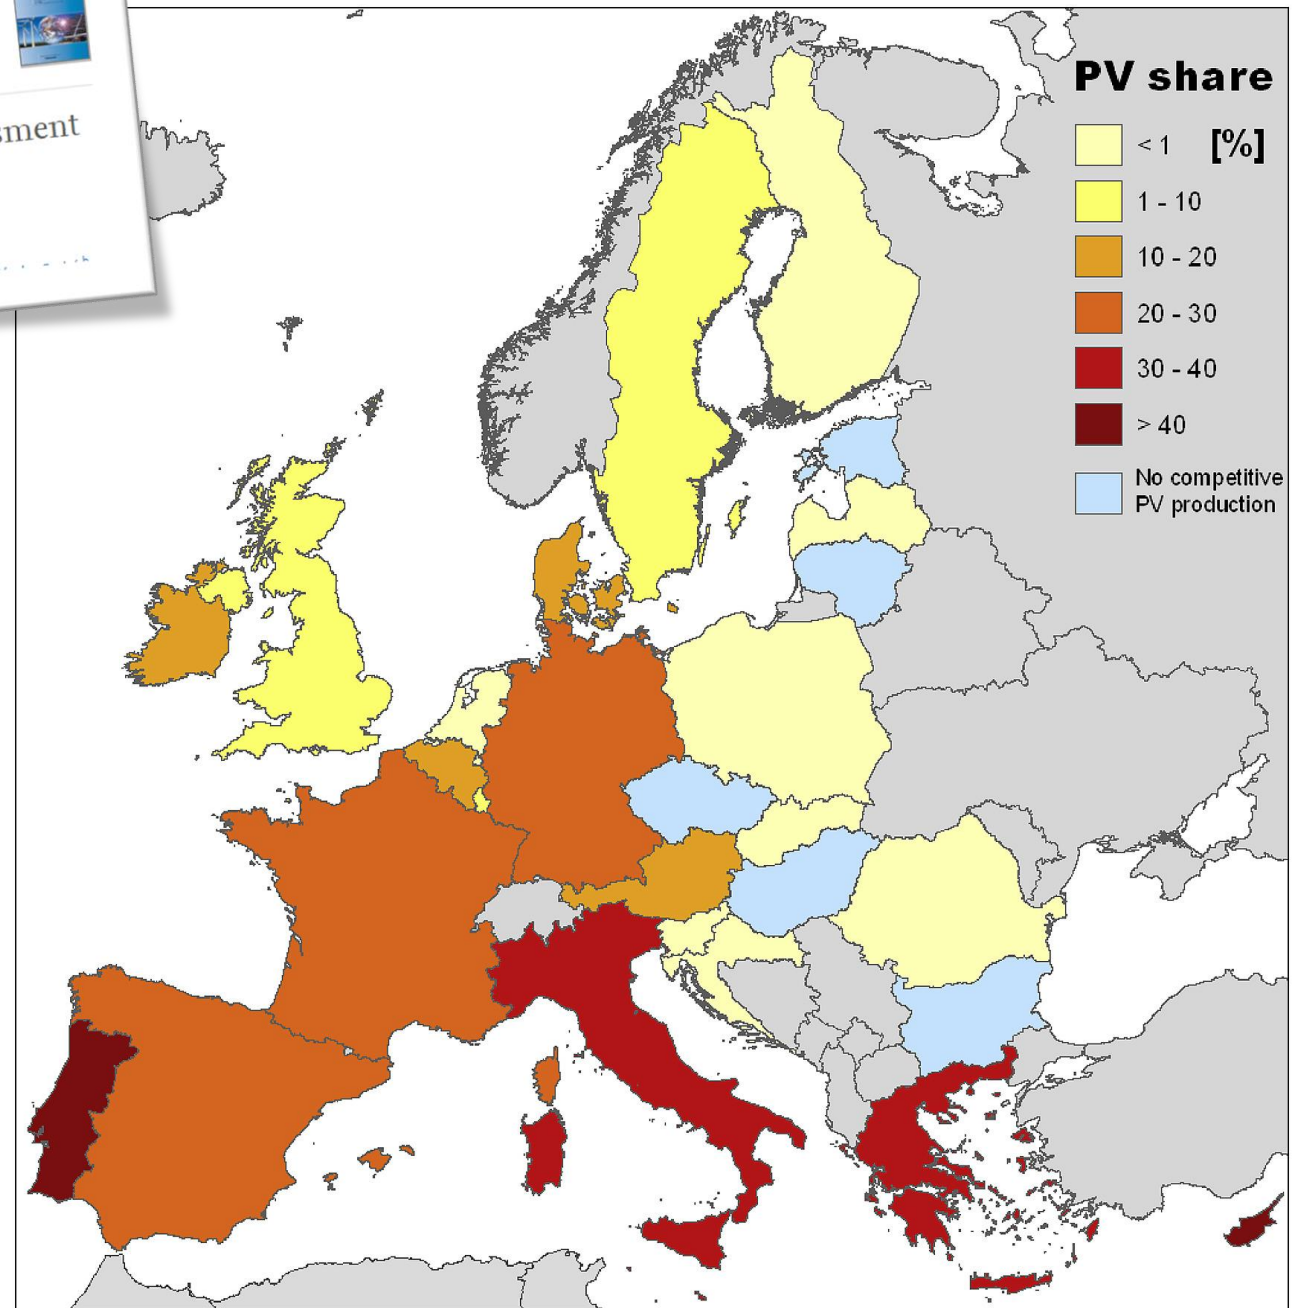 sment
PV share
[%]
< 1
1 - 10
10 - 20
20 - 30
30 - 40
> 40
No competitive
PV production